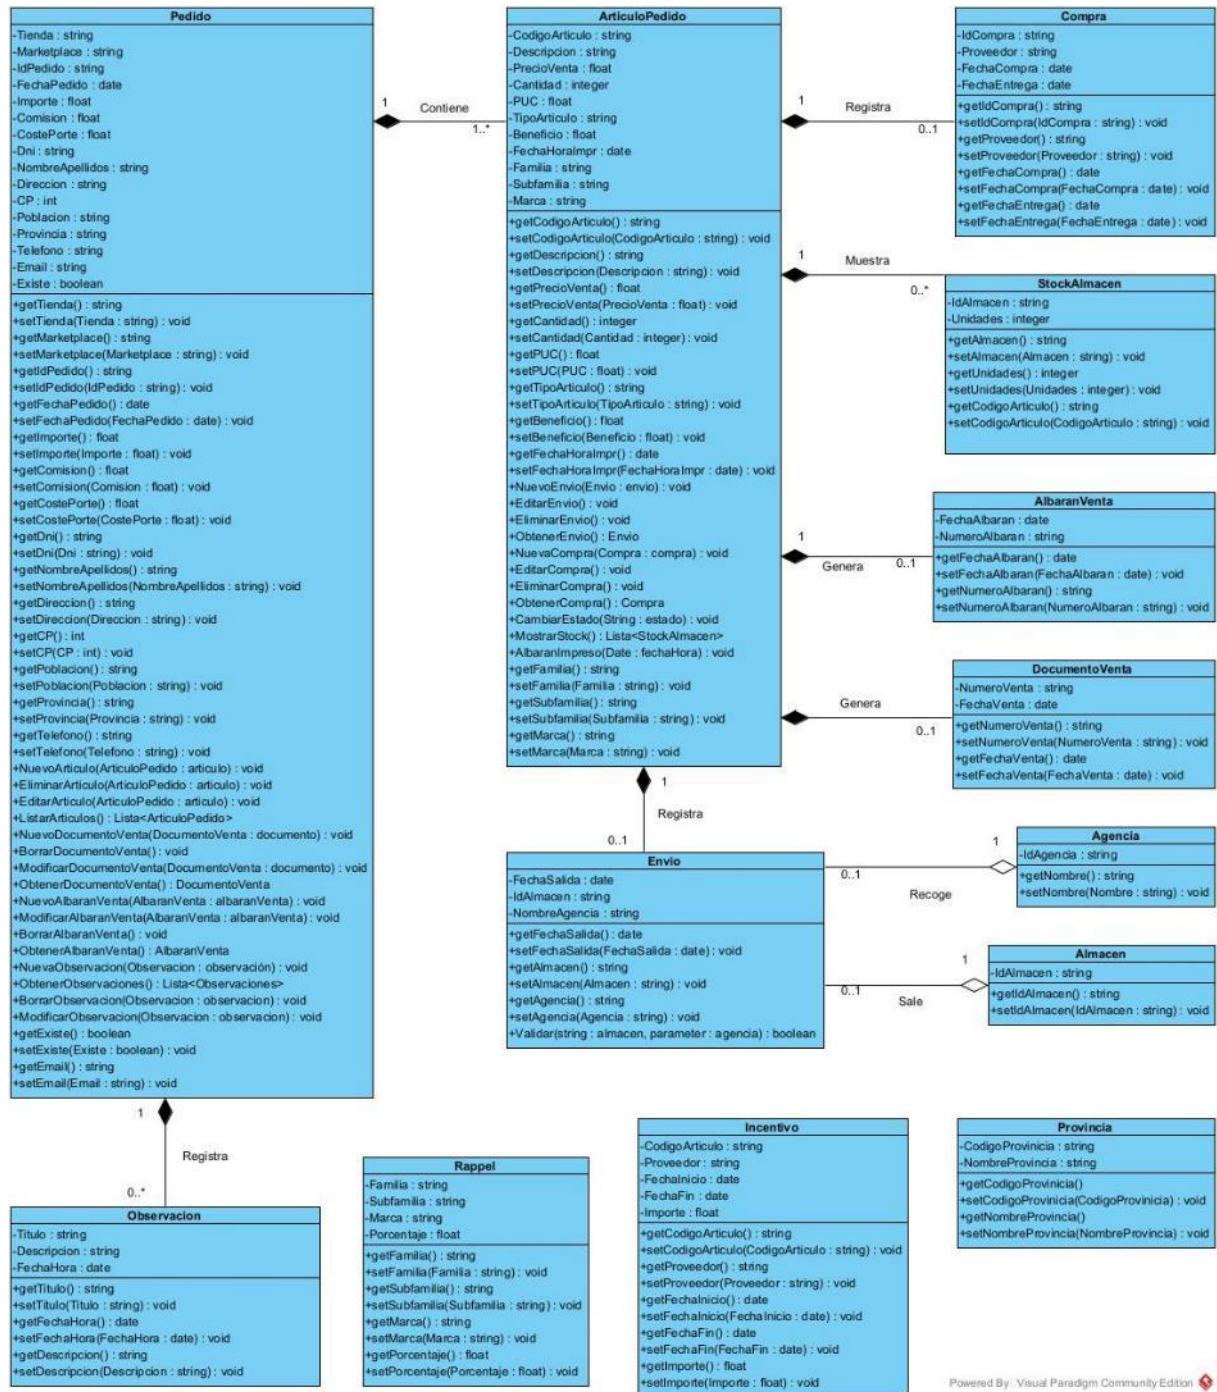 Pedido
-Tienda : string
-Marketplace : string
-IdPedido : string
-FechaPedido : date
-Importe : float
-Comision : float
-CostePorte : float
-Dni : string
-NombreApellidos : string
-Direccion : string
-CP : int
-Poblacion : string
-Provincia : string
-Telefono : string
-Email : string
-Existe : boolean
+getTienda() : string
+setTienda(Tienda : string) : void
+getMarketplace() : string
+setMarketplace(Marketplace : string) : void
+getIdPedido() : string
+setIdPedido(IdPedido : string) : void
+getFechaPedido() : date
+setFechaPedido(FechaPedido : date) : void
+getImporte() : float
+setImporte(Importe : float) : void
+getComision() : float
+setComision(Comision : float) : void
+getCostePorte() : float
+setCostePorte(CostePorte : float) : void
+getDni() : string
+setDni(Dni : string) : void
+getNombreApellidos() : string
+setNombreApellidos(NombreApellidos : string) : void
+getDireccion() : string
+setDireccion(Direccion : string) : void
+getCP() : int
+setCP(CP : int) : void
+getPoblacion() : string
+setPoblacion(Poblacion : string) : void
+getProvincia() : string
+setProvincia(Provincia : string) : void
+getTelefono() : string
+setTelefono(Telefono : string) : void
+NuevoArticulo(ArticuloPedido : articulo) : void
+EliminarArticulo(ArticuloPedido : articulo) : void
+EditarArticulo(ArticuloPedido : articulo) : void
+ListarArticulos() : Lista<ArticuloPedido>
+NuevoDocumentoVenta(DocumentoVenta : documento) : void
+BorrarDocumentoVenta() : void
+ModificarDocumentoVenta(DocumentoVenta : documento) : void
+ObtenerDocumentoVenta() : DocumentoVenta
+NuevoAlbaranVenta(AlbaranVenta : albaranVenta) : void
+ModificarAlbaranVenta(AlbaranVenta : albaranVenta) : void
+BorrarAlbaranVenta() : void
+ObtenerAlbaranVenta() : AlbaranVenta
+NuevaObservacion(Observacion : observación) : void
+ObtenerObservaciones() : Lista<Observaciones>
+BorrarObservacion(Observacion : observacion) : void
+ModificarObservacion(Observacion : observacion) : void
+getExiste() : boolean
+setExiste(Existe : boolean) : void
+getEmail() : string
+setEmail(Email : string) : void
1
Contiene
1..*
ArticuloPedido
-CodigoArticulo : string
-Descripcion : string
-PrecioVenta : float
-Cantidad : integer
-PUC : float
-TipoArticulo : string
-Beneficio : float
-FechaHoraImpr : date
-Familia : string
-Subfamilia : string
-Marca : string
+getCodigoArticulo() : string
+setCodigoArticulo(CodigoArticulo : string) : void
+getDescripcion() : string
+setDescripcion(Descripcion : string) : void
+getPrecioVenta() : float
+setPrecioVenta(PrecioVenta : float) : void
+getCantidad() : integer
+setCantidad(Cantidad : integer) : void
+getPUC() : float
+setPUC(PUC : float) : void
+getTipoArticulo() : string
+setTipoArticulo(TipoArticulo : string) : void
+getBeneficio() : float
+setBeneficio(Beneficio : float) : void
+getFechaHoraImpr() : date
+setFechaHoraImpr(FechaHoraImpr : date) : void
+NuevoEnvio(Envio : envio) : void
+EditarEnvio() : void
+EliminarEnvio() : void
+ObtenerEnvio() : Envio
+NuevaCompra(Compra : compra) : void
+EditarCompra() : void
+EliminarCompra() : void
+ObtenerCompra() : Compra
+CambiarEstado(String : estado) : void
+MostrarStock() : Lista<StockAlmacen>
+AlbaranImpreso(Date : fechaHora) : void
+getFamilia() : string
+setFamilia(Familia : string) : void
+getSubfamilia() : string
+setSubfamilia(Subfamilia : string) : void
+getMarca() : string
+setMarca(Marca : string) : void
1
Registra
0..1
Compra
-IdCompra : string
-Proveedor : string
-FechaCompra : date
-FechaEntrega : date
+getIdCompra() : string
+setIdCompra(IdCompra : string) : void
+getProveedor() : string
+setProveedor(Proveedor : string) : void
+getFechaCompra() : date
+setFechaCompra(FechaCompra : date) : void
+getFechaEntrega() : date
+setFechaEntrega(FechaEntrega : date) : void
1
Muestra
0..*
StockAlmacen
-IdAlmacen : string
-Unidades : integer
+getAlmacen() : string
+setAlmacen(Almacen : string) : void
+getUnidades() : integer
+setUnidades(Unidades : integer) : void
+getCodigoArticulo() : string
+setCodigoArticulo(CodigoArticulo : string) : void
1
Genera
0..1
AlbaranVenta
-FechaAlbaran : date
-NumeroAlbaran : string
+getFechaAlbaran() : date
+setFechaAlbaran(FechaAlbaran : date) : void
+getNumeroAlbaran() : string
+setNumeroAlbaran(NumeroAlbaran : string) : void
1
Genera
0..1
DocumentoVenta
-NumeroVenta : string
-FechaVenta : date
+getNumeroVenta() : string
+setNumeroVenta(NumeroVenta : string) : void
+getFechaVenta() : date
+setFechaVenta(FechaVenta : date) : void
1
Registra
0..1
Envio
-FechaSalida : date
-IdAlmacen : string
-NombreAgencia : string
+getFechaSalida() : date
+setFechaSalida(FechaSalida : date) : void
+getAlmacen() : string
+setAlmacen(Almacen : string) : void
+getAgencia() : string
+setAgencia(Agencia : string) : void
+Validar(string : almacen, parameter : agencia) : boolean
1
0..1
Recoge
Agencia
-IdAgencia : string
+getNombre() : string
+setNombre(Nombre : string) : void
1
0..1
Sale
Almacen
-IdAlmacen : string
+getIdAlmacen() : string
+setIdAlmacen(IdAlmacen : string) : void
1
Registra
0..*
Observacion
-Titulo : string
-Descripcion : string
-FechaHora : date
+getTitulo() : string
+setTitulo(Titulo : string) : void
+getFechaHora() : date
+setFechaHora(FechaHora : date) : void
+getDescripcion() : string
+setDescripcion(Descripcion : string) : void
Rappel
-Familia : string
-Subfamilia : string
-Marca : string
-Porcentaje : float
+getFamilia() : string
+setFamilia(Familia : string) : void
+getSubfamilia() : string
+setSubfamilia(Subfamilia : string) : void
+getMarca() : string
+setMarca(Marca : string) : void
+getPorcentaje() : float
+setPorcentaje(Porcentaje : float) : void
Incentivo
-CodigoArticulo : string
-Proveedor : string
-FechaInicio : date
-FechaFin : date
-Importe : float
+getCodigoArticulo() : string
+setCodigoArticulo(CodigoArticulo : string) : void
+getProveedor() : string
+setProveedor(Proveedor : string) : void
+getFechaInicio() : date
+setFechaInicio(FechaInicio : date) : void
+getFechaFin() : date
+setFechaFin(FechaFin : date) : void
+getImporte() : float
+setImporte(Importe : float) : void
Provincia
-CodigoProvinicia : string
-NombreProvincia : string
+getCodigoProvinicia()
+setCodigoProvinicia(CodigoProvinicia) : void
+getNombreProvincia()
+setNombreProvincia(NombreProvincia) : void
Powered By: Visual Paradigm Community Edition